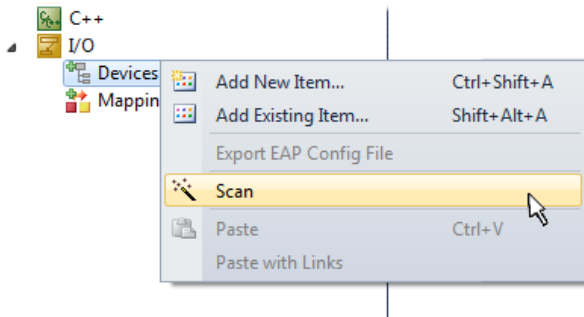 C++
I/O
Devices
Mappin
Add New Item... Ctrl+Shift+A
Add Existing Item... Shift+Alt+A
Export EAP Config File
Scan
Paste Ctrl+V
Paste with Links